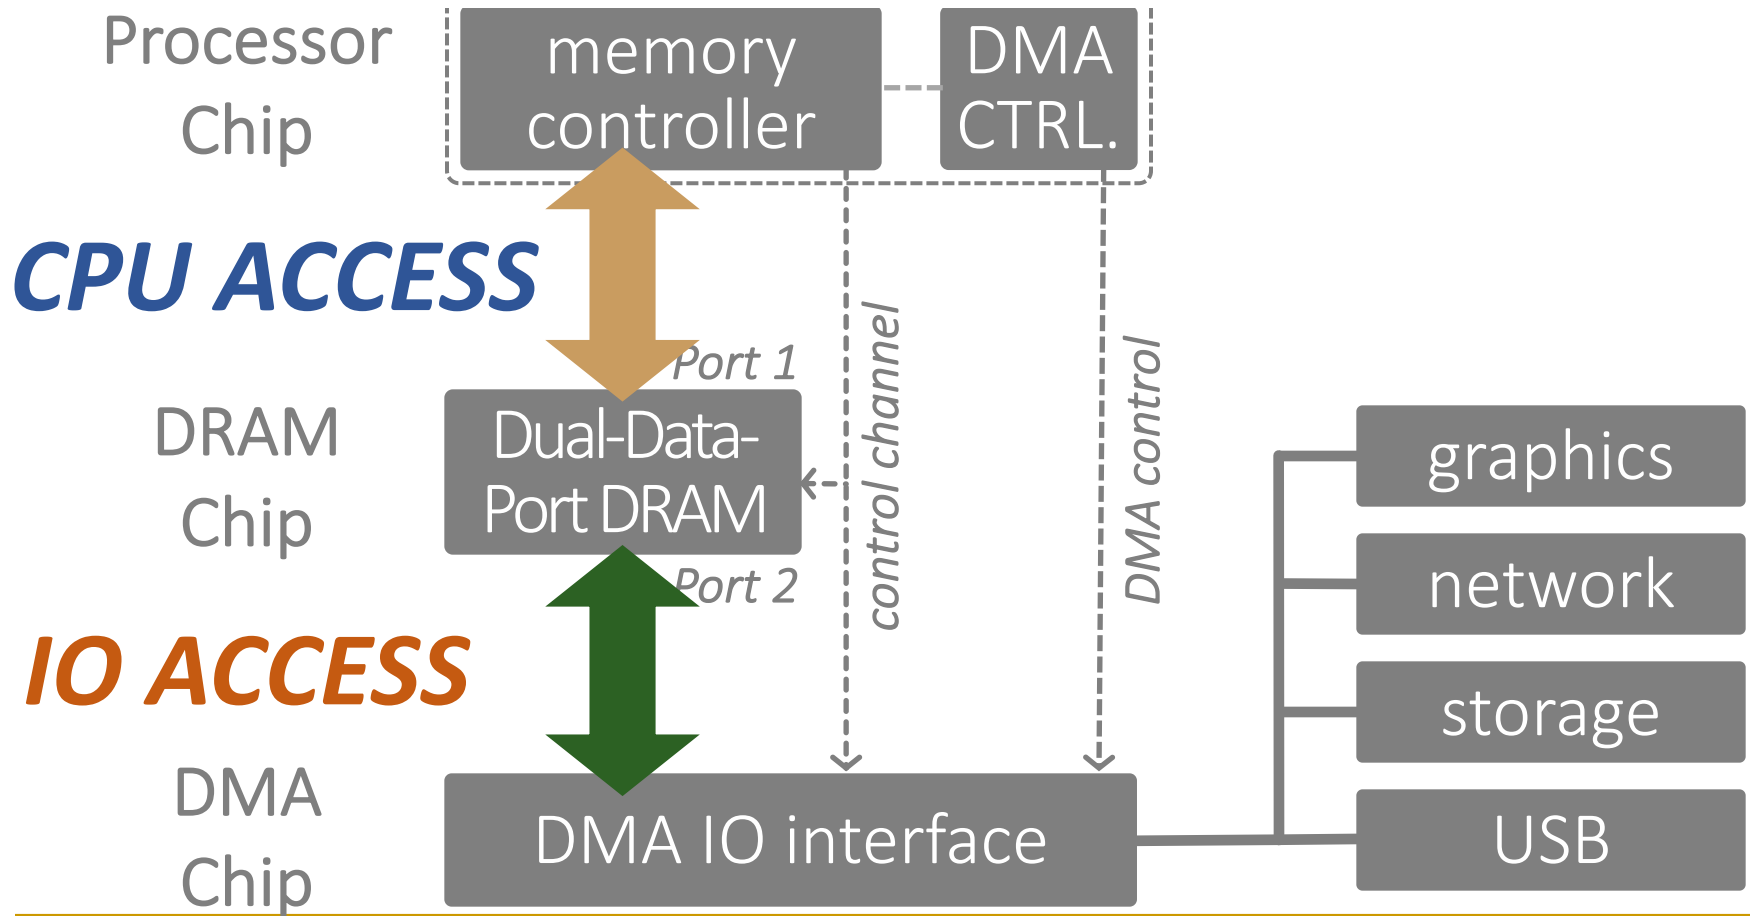 Processor
Chip
memory
controller
DMA
CTRL.
CPU ACCESS
Port 1
control channel
DMA control
DRAM
Chip
Dual-Data-
Port DRAM
Port 2
IO ACCESS
DMA
Chip
DMA IO interface
graphics
network
storage
USB